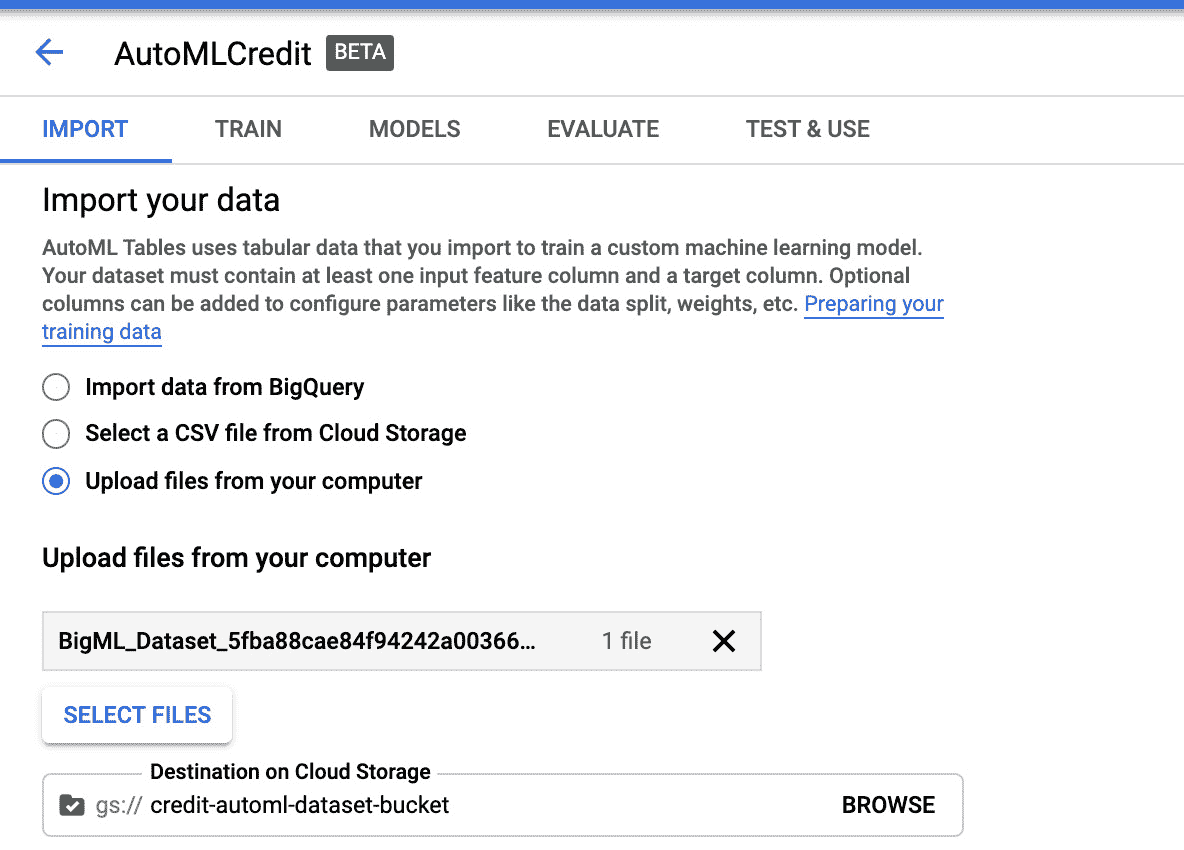 AutoMLCredit BETA
IMPORT TRAIN MODELS EVALUATE TEST & USE
Import your data
AutoML Tables uses tabular data that you import to train a custom machine learning model.
Your dataset must contain at least one input feature column and a target column. Optional
columns can be added to configure parameters like the data split, weights, etc. Preparing your
training data
Import data from BigQuery
Select a CSV file from Cloud Storage
Upload files from your computer
Upload files from your computer
BigML_Dataset_5fba88cae84f94242a00366... 1 file
SELECT FILES
Destination on Cloud Storage
gs:// credit-automl-dataset-bucket BROWSE